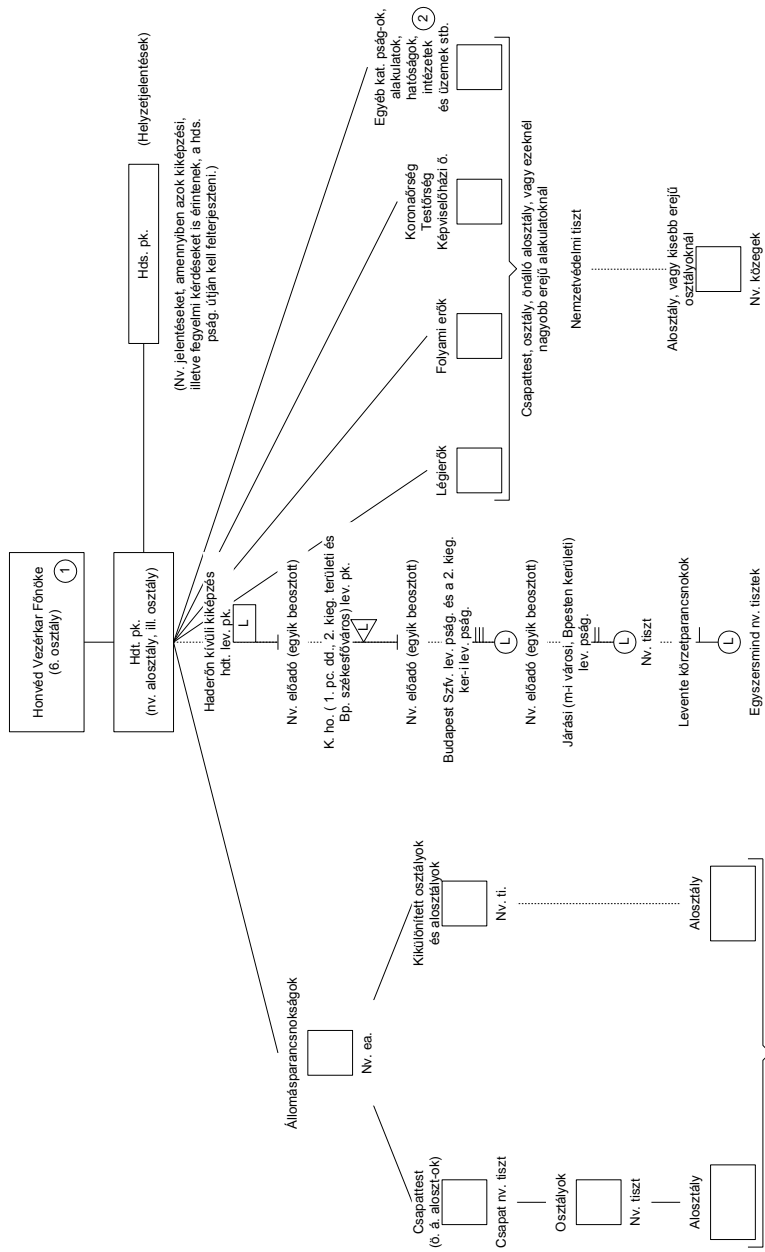 Honvéd Vezérkar Főnöke
(6. osztály)
1
Hdt. pk.
(nv. alosztály, ill. osztály)
Hds. pk.
(Helyzetjelentések)
(Nv. jelentéseket, amennyiben azok kiképzési,
illetve fegyelmi kérdéseket is érintenek, a hds.
pság. útján kell felterjeszteni.)
Állomásparancsnokságok
Nv. ea.
Csapattest
(ö. á. aloszt-ok)
Csapat nv. tiszt
Osztályok
Nv. tiszt
Alosztály
Kikülönített osztályok
és alosztályok
Nv. ti.
Alosztály
Haderőn kívüli kiképzés
hdt. lev. pk.
L
Nv. előadó (egyik beosztott)
K. ho. ( 1. pc. dd., 2. kieg. területi és
Bp. székesfőváros) lev. pk.
L
Nv. előadó (egyik beosztott)
Budapest Szfv. lev. pság. és a 2. kieg.
ker-i lev. pság.
L
Nv. előadó (egyik beosztott)
Járási (m-i városi, Bpesten kerületi)
lev. pság.
L
Nv. tiszt
Levente körzetparancsnokok
L
Egyszersmind nv. tisztek
Légierők
Folyami erők
Koronaőrség
Testőrség
Képviselőházi ő.
Egyéb kat. pság-ok,
alakulatok,
hatóságok,
intézetek
és üzemek stb.
2
Csapattest, osztály, önálló alosztály, vagy ezeknél
nagyobb erejű alakulatoknál
Nemzetvédelmi tiszt
Alosztály, vagy kisebb erejű
osztályoknál
Nv. közegek